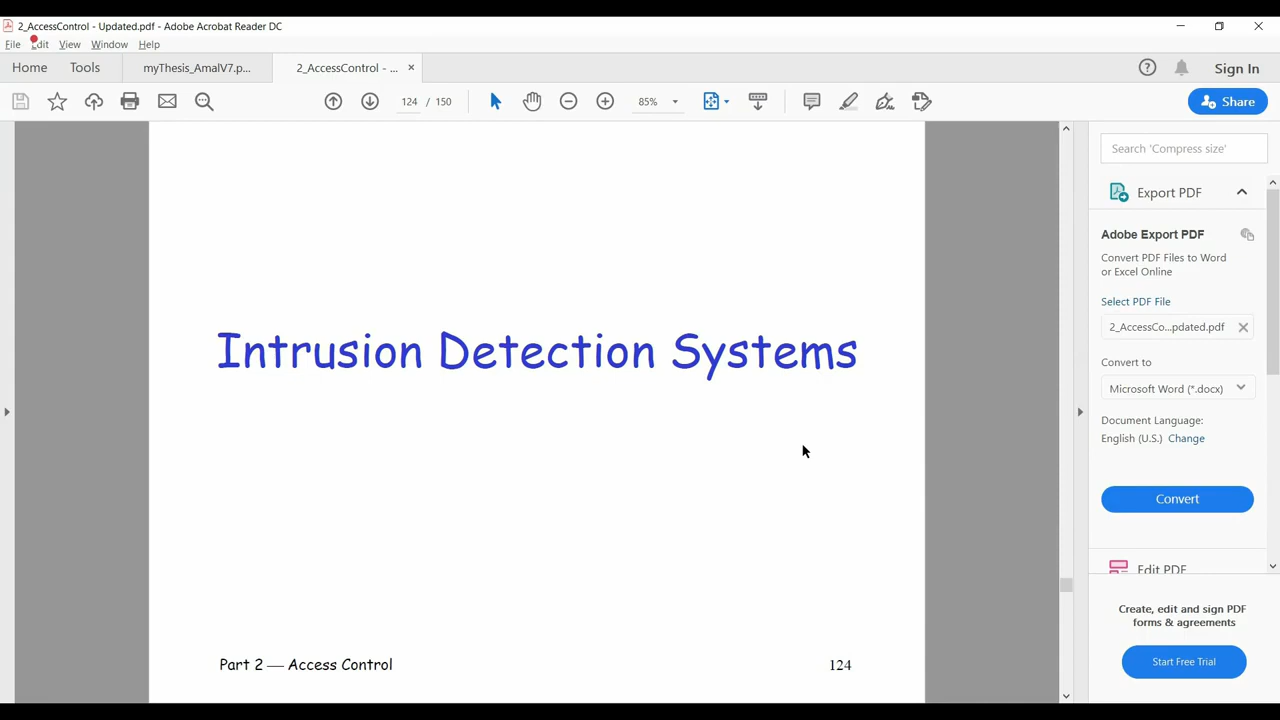 2_AccessControl - Updated.pdf - Adobe Acrobat Reader DC
File Edit View Window Help
Home Tools myThesis_AmalV7.p... 2_AccessControl - ... × Sign In
124 / 150 85% Share
Search 'Compress size'
Export PDF
Adobe Export PDF
Convert PDF Files to Word
or Excel Online
Select PDF File
2_AccessCo...pdated.pdf
Convert to
Microsoft Word (*.docx)
Document Language:
English (U.S.) Change
Convert
Edit PDF
Create, edit and sign PDF
forms & agreements
Start Free Trial
Intrusion Detection Systems
Part 2 — Access Control 124